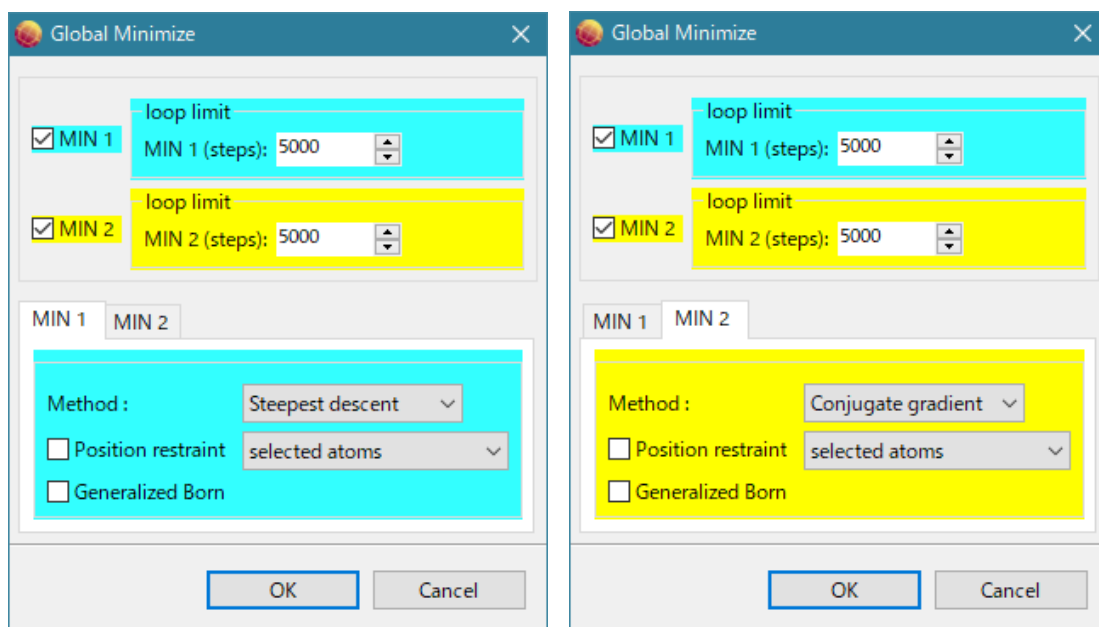 Global Minimize
loop limit
MIN 1
MIN 1 (steps): 5000
loop limit
MIN 2
MIN 2 (steps): 5000
MIN 1 MIN 2
Method : Steepest descent
Position restraint selected atoms
Generalized Born
OK Cancel
Global Minimize
loop limit
MIN 1
MIN 1 (steps): 5000
loop limit
MIN 2
MIN 2 (steps): 5000
MIN 1 MIN 2
Method : Conjugate gradient
Position restraint selected atoms
Generalized Born
OK Cancel